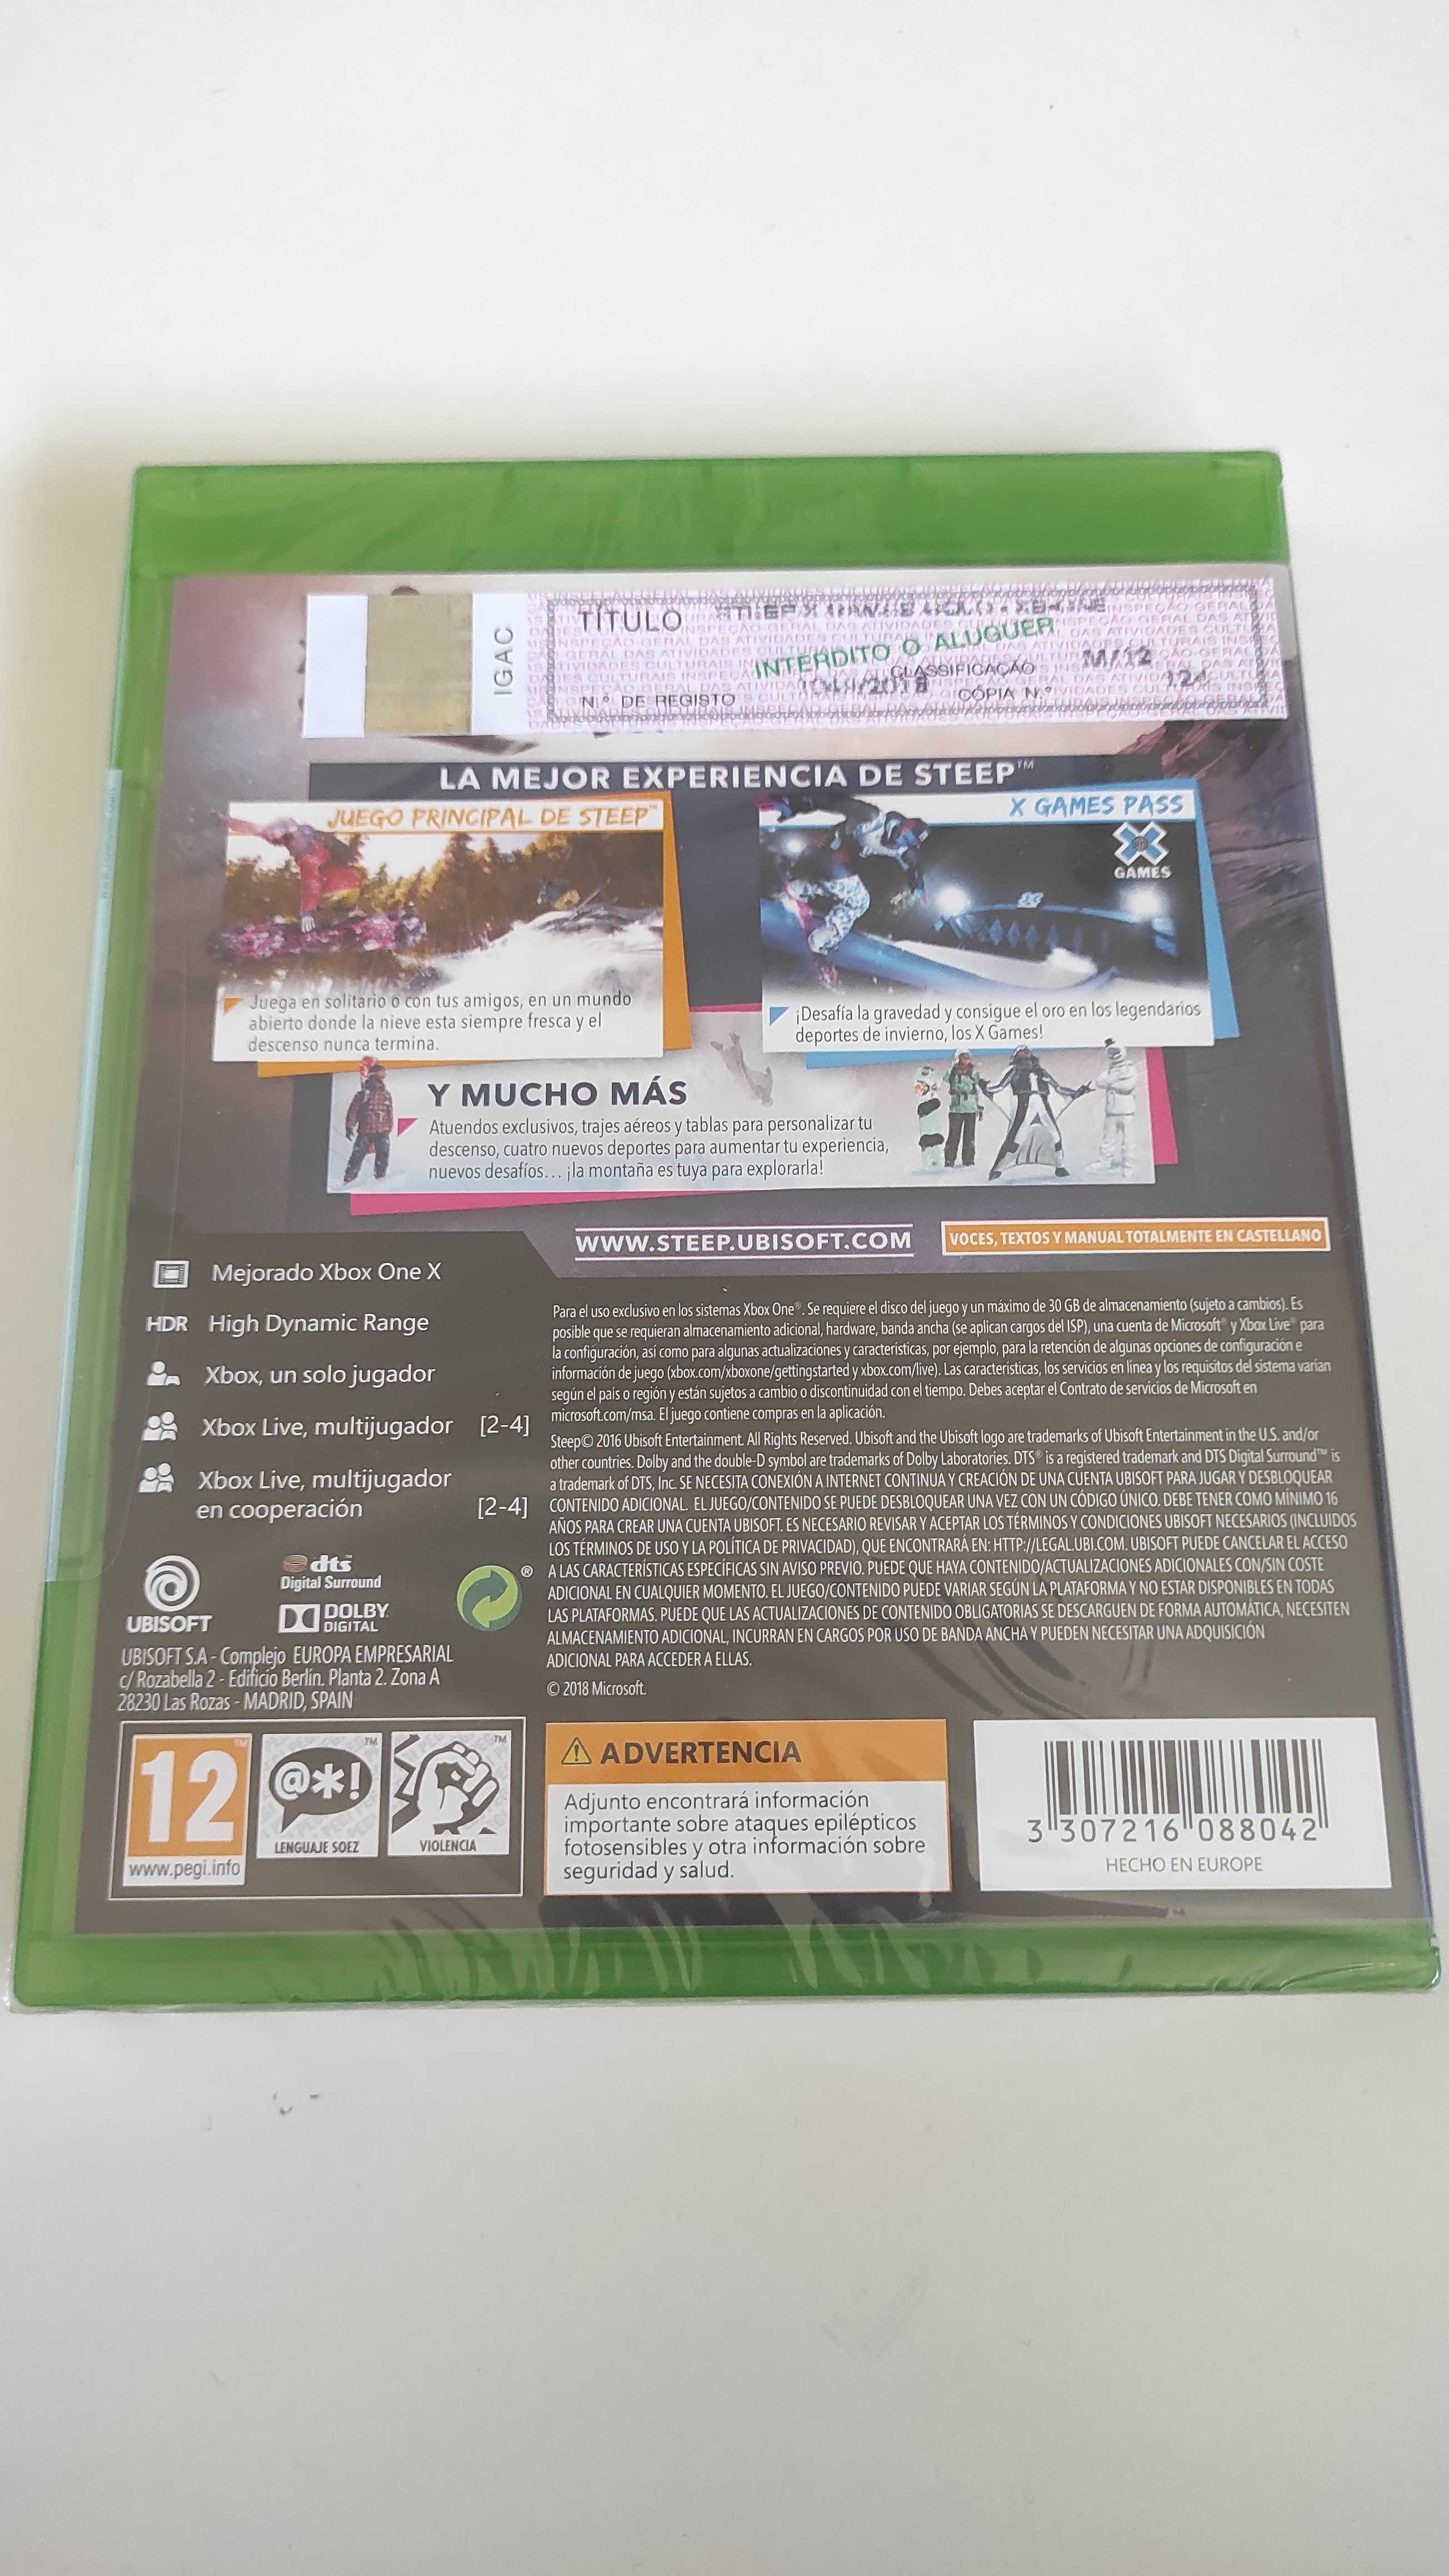 IGAC
TÍTULO
INTERDITO O ALUGUER
CLASSIFICAÇÃO
M/12
N.º DE REGISTO
CÓPIA N.º
LA MEJOR EXPERIENCIA DE STEEP™
JUEGO PRINCIPAL DE STEEP™
Juega en solitario o con tus amigos, en un mundo
abierto donde la nieve esta siempre fresca y el
descenso nunca termina.
X GAMES PASS
X
GAMES
¡Desafía la gravedad y consigue el oro en los legendarios
deportes de invierno, los X Games!
Y MUCHO MÁS
Atuendos exclusivos, trajes aéreos y tablas para personalizar tu
descenso, cuatro nuevos deportes para aumentar tu experiencia,
nuevos desafíos… ¡la montaña es tuya para explorarla!
WWW.STEEP.UBISOFT.COM
VOCES, TEXTOS Y MANUAL TOTALMENTE EN CASTELLANO
Mejorado Xbox One X
HDR High Dynamic Range
Xbox, un solo jugador
Xbox Live, multijugador [2-4]
Xbox Live, multijugador
en cooperación [2-4]
Para el uso exclusivo en los sistemas Xbox One®. Se requiere el disco del juego y un máximo de 30 GB de almacenamiento (sujeto a cambios). Es
posible que se requieran almacenamiento adicional, hardware, banda ancha (se aplican cargos del ISP), una cuenta de Microsoft® y Xbox Live® para
la configuración, así como para algunas actualizaciones y características, por ejemplo, para la retención de algunas opciones de configuración e
información de juego (xbox.com/xboxone/gettingstarted y xbox.com/live). Las características, los servicios en línea y los requisitos del sistema varían
según el país o región y están sujetos a cambio o discontinuidad con el tiempo. Debes aceptar el Contrato de servicios de Microsoft en
microsoft.com/msa. El juego contiene compras en la aplicación.
Steep© 2016 Ubisoft Entertainment. All Rights Reserved. Ubisoft and the Ubisoft logo are trademarks of Ubisoft Entertainment in the U.S. and/or
other countries. Dolby and the double-D symbol are trademarks of Dolby Laboratories. DTS® is a registered trademark and DTS Digital Surround™ is
a trademark of DTS, Inc. SE NECESITA CONEXIÓN A INTERNET CONTINUA Y CREACIÓN DE UNA CUENTA UBISOFT PARA JUGAR Y DESBLOQUEAR
CONTENIDO ADICIONAL. EL JUEGO/CONTENIDO SE PUEDE DESBLOQUEAR UNA VEZ CON UN CÓDIGO ÚNICO. DEBE TENER COMO MÍNIMO 16
AÑOS PARA CREAR UNA CUENTA UBISOFT. ES NECESARIO REVISAR Y ACEPTAR LOS TÉRMINOS Y CONDICIONES UBISOFT NECESARIOS (INCLUIDOS
LOS TÉRMINOS DE USO Y LA POLÍTICA DE PRIVACIDAD), QUE ENCONTRARÁ EN: HTTP://LEGAL.UBI.COM. UBISOFT PUEDE CANCELAR EL ACCESO
A LAS CARACTERÍSTICAS ESPECÍFICAS SIN AVISO PREVIO. PUEDE QUE HAYA CONTENIDO/ACTUALIZACIONES ADICIONALES CON/SIN COSTE
ADICIONAL EN CUALQUIER MOMENTO. EL JUEGO/CONTENIDO PUEDE VARIAR SEGÚN LA PLATAFORMA Y NO ESTAR DISPONIBLES EN TODAS
LAS PLATAFORMAS. PUEDE QUE LAS ACTUALIZACIONES DE CONTENIDO OBLIGATORIAS SE DESCARGUEN DE FORMA AUTOMÁTICA, NECESITEN
ALMACENAMIENTO ADICIONAL, INCURRAN EN CARGOS POR USO DE BANDA ANCHA Y PUEDEN NECESITAR UNA ADQUISICIÓN
ADICIONAL PARA ACCEDER A ELLAS.
© 2018 Microsoft.
UBISOFT
dts
Digital Surround
DOLBY
DIGITAL
®
UBISOFT S.A - Complejo EUROPA EMPRESARIAL
c/ Rozabella 2 - Edificio Berlín. Planta 2. Zona A
28230 Las Rozas - MADRID, SPAIN
12™
www.pegi.info
@*! ™
LENGUAJE SOEZ
™
VIOLENCIA
ADVERTENCIA
Adjunto encontrará información
importante sobre ataques epilépticos
fotosensibles y otra información sobre
seguridad y salud.
3 307216 088042
HECHO EN EUROPE